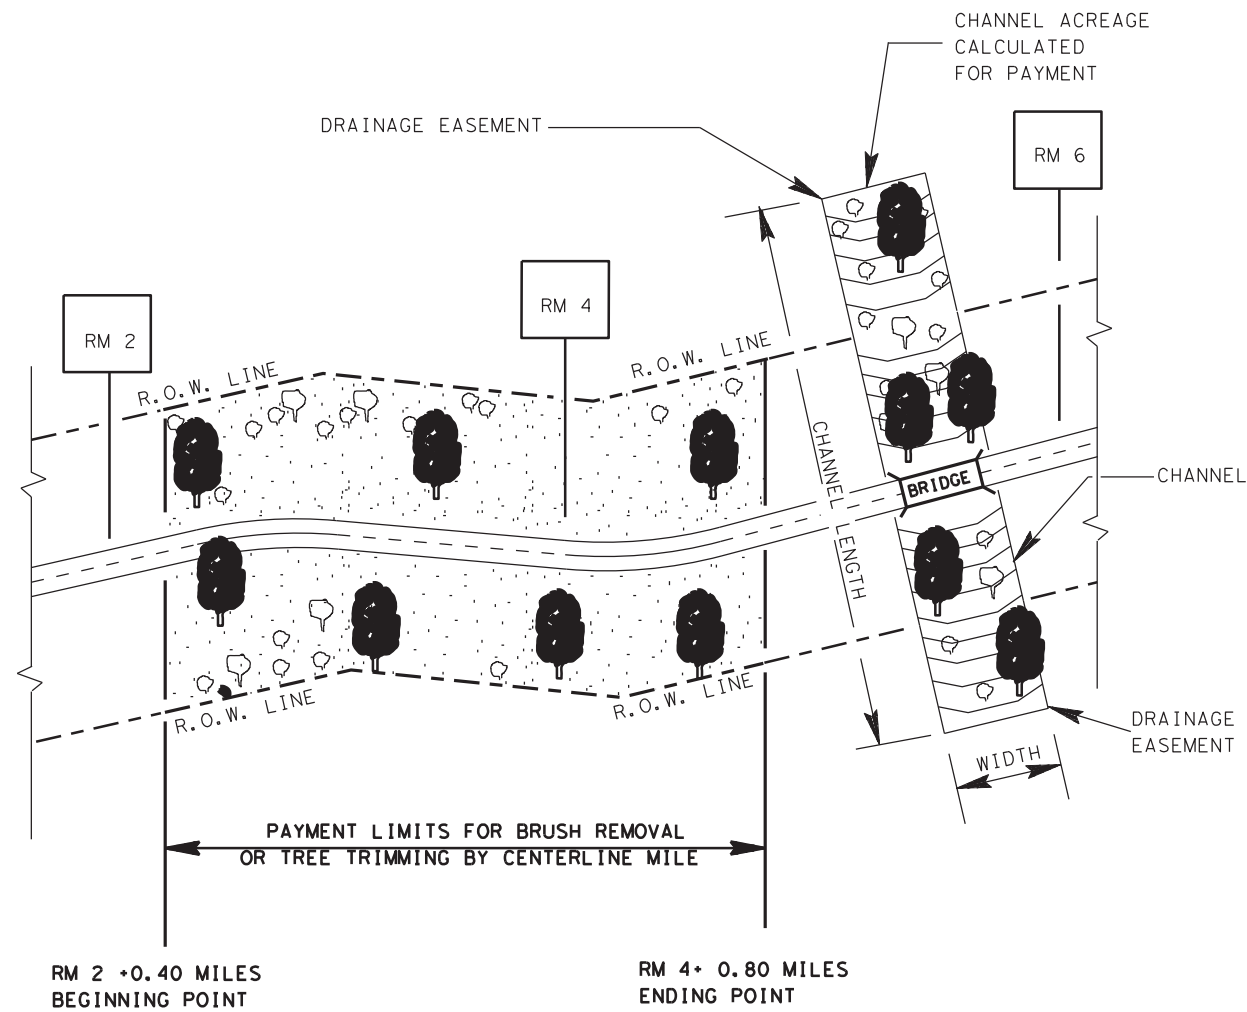 CHANNEL ACREAGE
CALCULATED
FOR PAYMENT
DRAINAGE EASEMENT
RM 6
RM 4
RM 2
R.O.W. LINE
R.O.W. LINE
CHANNEL LENGTH
BRIDGE
CHANNEL
R.O.W. LINE
R.O.W. LINE
DRAINAGE
EASEMENT
WIDTH
PAYMENT LIMITS FOR BRUSH REMOVAL
OR TREE TRIMMING BY CENTERLINE MILE
RM 2 +0.40 MILES
BEGINNING POINT
RM 4+ 0.80 MILES
ENDING POINT